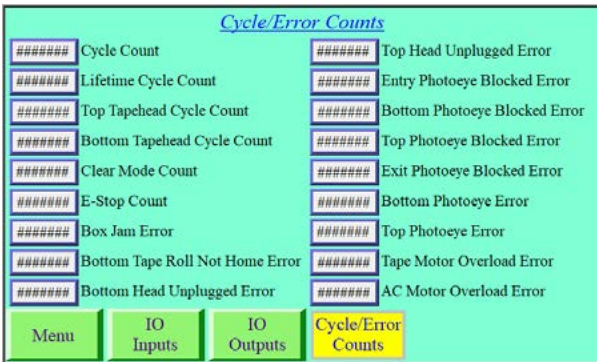 Cycle/Error Counts
####### Cycle Count
####### Lifetime Cycle Count
####### Top Tapehead Cycle Count
####### Bottom Tapehead Cycle Count
####### Clear Mode Count
####### E-Stop Count
####### Box Jam Error
####### Bottom Tape Roll Not Home Error
####### Bottom Head Unplugged Error
####### Top Head Unplugged Error
####### Entry Photoeye Blocked Error
####### Bottom Photoeye Blocked Error
####### Top Photoeye Blocked Error
####### Exit Photoeye Blocked Error
####### Bottom Photoeye Error
####### Top Photoeye Error
####### Tape Motor Overload Error
####### AC Motor Overload Error
Menu
IO
Inputs
IO
Outputs
Cycle/Error
Counts